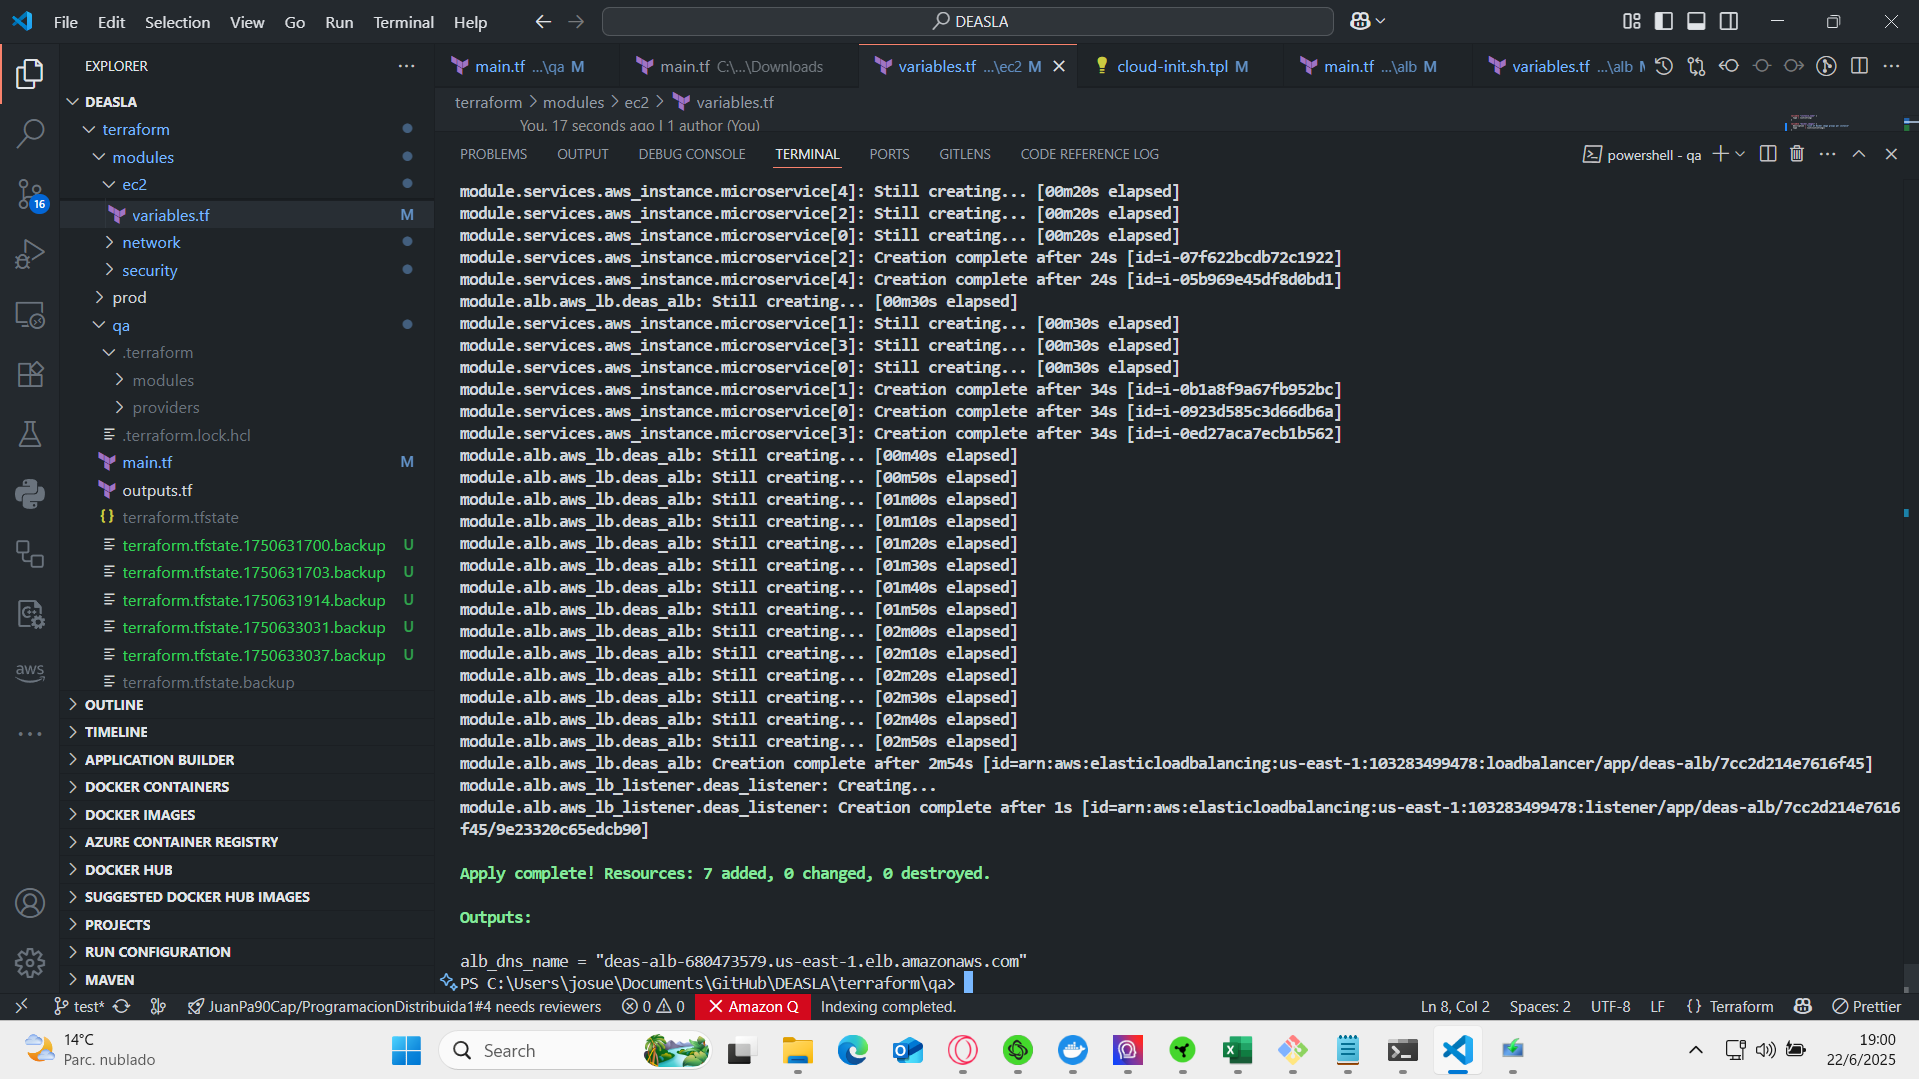 File Edit Selection View Go Run Terminal Help
DEASLA
EXPLORER
DEASLA
terraform
modules
ec2
variables.tf M
network
security
prod
qa
.terraform
modules
providers
.terraform.lock.hcl
main.tf M
outputs.tf
terraform.tfstate
terraform.tfstate.1750631700.backup U
terraform.tfstate.1750631703.backup U
terraform.tfstate.1750631914.backup U
terraform.tfstate.1750633031.backup U
terraform.tfstate.1750633037.backup U
terraform.tfstate.backup
OUTLINE
TIMELINE
APPLICATION BUILDER
DOCKER CONTAINERS
DOCKER IMAGES
AZURE CONTAINER REGISTRY
DOCKER HUB
SUGGESTED DOCKER HUB IMAGES
PROJECTS
RUN CONFIGURATION
MAVEN
16
aws
main.tf ...\qa M
main.tf C:\...\Downloads
variables.tf ...\ec2 M
cloud-init.sh.tpl M
main.tf ...\alb M
variables.tf ...\alb
terraform > modules > ec2 > variables.tf
You, 17 seconds ago | 1 author (You)
PROBLEMS OUTPUT DEBUG CONSOLE TERMINAL PORTS GITLENS CODE REFERENCE LOG
powershell - qa
module.services.aws_instance.microservice[4]: Still creating... [00m20s elapsed]
module.services.aws_instance.microservice[2]: Still creating... [00m20s elapsed]
module.services.aws_instance.microservice[0]: Still creating... [00m20s elapsed]
module.services.aws_instance.microservice[2]: Creation complete after 24s [id=i-07f622bcdb72c1922]
module.services.aws_instance.microservice[4]: Creation complete after 24s [id=i-05b969e45df8d0bd1]
module.alb.aws_lb.deas_alb: Still creating... [00m30s elapsed]
module.services.aws_instance.microservice[1]: Still creating... [00m30s elapsed]
module.services.aws_instance.microservice[3]: Still creating... [00m30s elapsed]
module.services.aws_instance.microservice[0]: Still creating... [00m30s elapsed]
module.services.aws_instance.microservice[1]: Creation complete after 34s [id=i-0b1a8f9a67fb952bc]
module.services.aws_instance.microservice[0]: Creation complete after 34s [id=i-0923d585c3d66db6a]
module.services.aws_instance.microservice[3]: Creation complete after 34s [id=i-0ed27aca7ecb1b562]
module.alb.aws_lb.deas_alb: Still creating... [00m40s elapsed]
module.alb.aws_lb.deas_alb: Still creating... [00m50s elapsed]
module.alb.aws_lb.deas_alb: Still creating... [01m00s elapsed]
module.alb.aws_lb.deas_alb: Still creating... [01m10s elapsed]
module.alb.aws_lb.deas_alb: Still creating... [01m20s elapsed]
module.alb.aws_lb.deas_alb: Still creating... [01m30s elapsed]
module.alb.aws_lb.deas_alb: Still creating... [01m40s elapsed]
module.alb.aws_lb.deas_alb: Still creating... [01m50s elapsed]
module.alb.aws_lb.deas_alb: Still creating... [02m00s elapsed]
module.alb.aws_lb.deas_alb: Still creating... [02m10s elapsed]
module.alb.aws_lb.deas_alb: Still creating... [02m20s elapsed]
module.alb.aws_lb.deas_alb: Still creating... [02m30s elapsed]
module.alb.aws_lb.deas_alb: Still creating... [02m40s elapsed]
module.alb.aws_lb.deas_alb: Still creating... [02m50s elapsed]
module.alb.aws_lb.deas_alb: Creation complete after 2m54s [id=arn:aws:elasticloadbalancing:us-east-1:103283499478:loadbalancer/app/deas-alb/7cc2d214e7616f45]
module.alb.aws_lb_listener.deas_listener: Creating...
module.alb.aws_lb_listener.deas_listener: Creation complete after 1s [id=arn:aws:elasticloadbalancing:us-east-1:103283499478:listener/app/deas-alb/7cc2d214e7616
f45/9e23320c65edcb90]
Apply complete! Resources: 7 added, 0 changed, 0 destroyed.
Outputs:
alb_dns_name = "deas-alb-680473579.us-east-1.elb.amazonaws.com"
PS C:\Users\josue\Documents\GitHub\DEASLA\terraform\qa>
test* JuanPa90Cap/ProgramacionDistribuida1#4 needs reviewers 0 0 Amazon Q Indexing completed. Ln 8, Col 2 Spaces: 2 UTF-8 LF {} Terraform Prettier
14°C
Parc. nublado
Search
19:00
22/6/2025